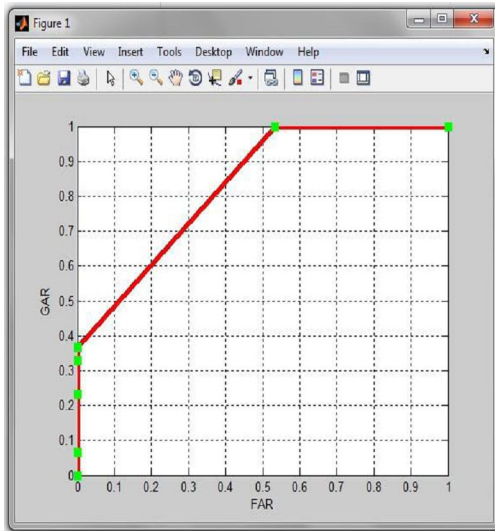 Figure 1
File Edit View Insert Tools Desktop Window Help
1
0.9
0.8
0.7
0.6
0.5
0.4
0.3
0.2
0.1
0
GAR
0 0.1 0.2 0.3 0.4 0.5 0.6 0.7 0.8 0.9 1
FAR